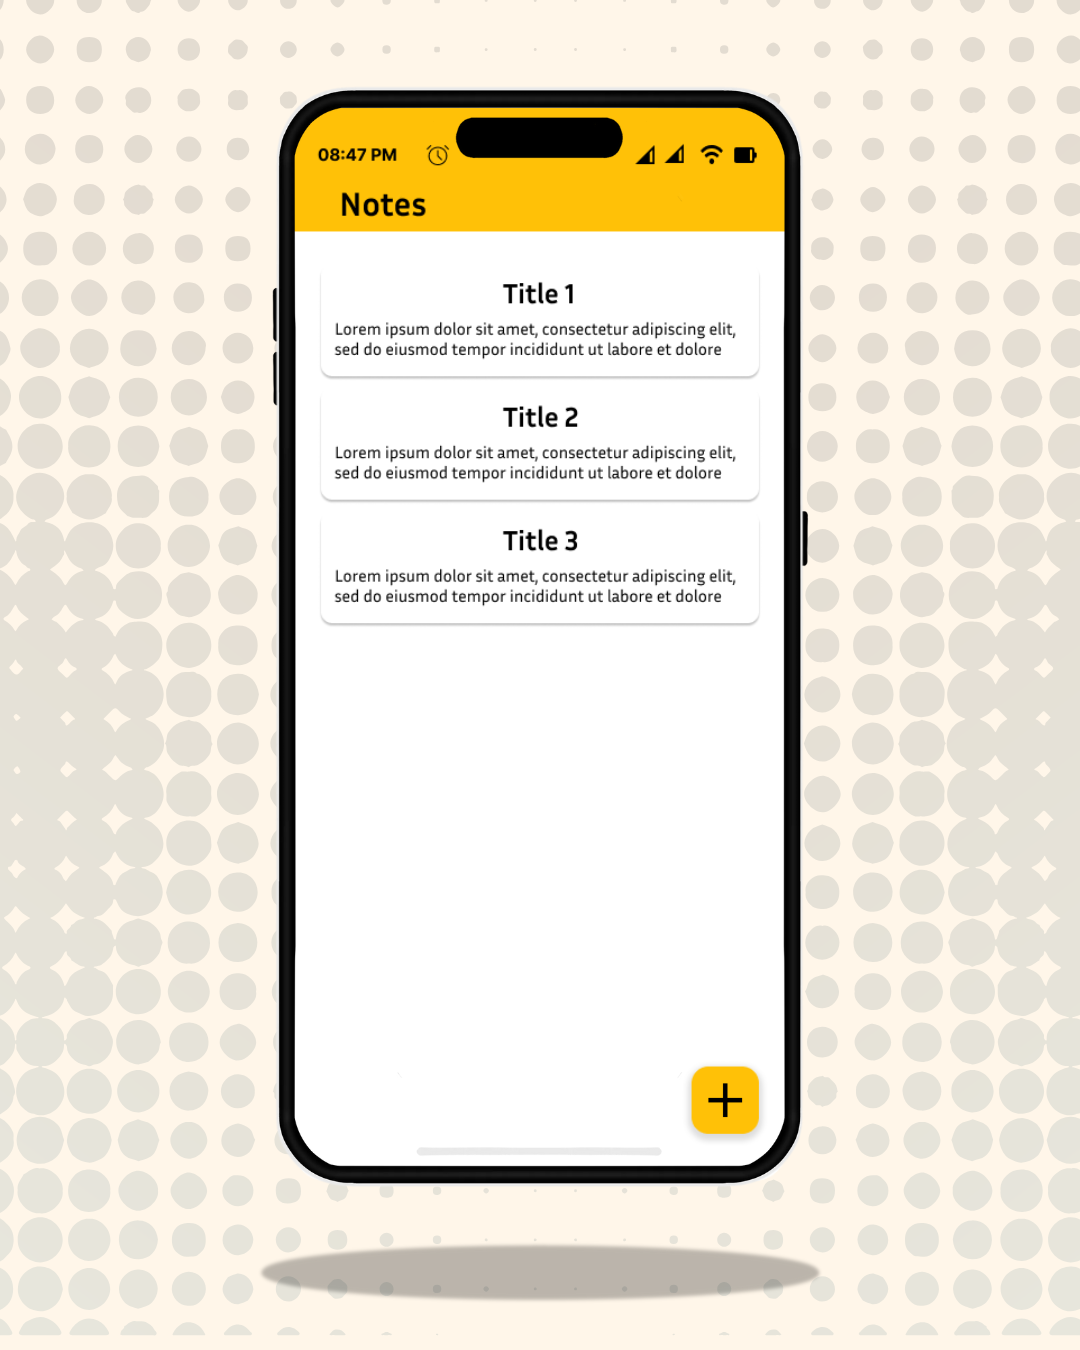 08:47 PM
Notes
Title 1
Lorem ipsum dolor sit amet, consectetur adipiscing elit,
sed do eiusmod tempor incididunt ut labore et dolore
Title 2
Lorem ipsum dolor sit amet, consectetur adipiscing elit,
sed do eiusmod tempor incididunt ut labore et dolore
Title 3
Lorem ipsum dolor sit amet, consectetur adipiscing elit,
sed do eiusmod tempor incididunt ut labore et dolore